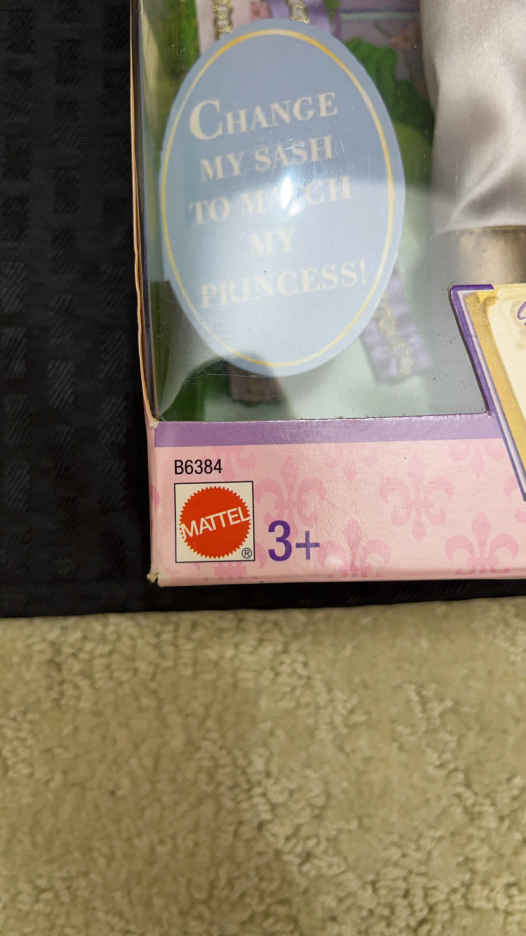 CHANGE
MY SASH
TO MATCH
MY
PRINCESS!
B6384
MATTEL
®
3+